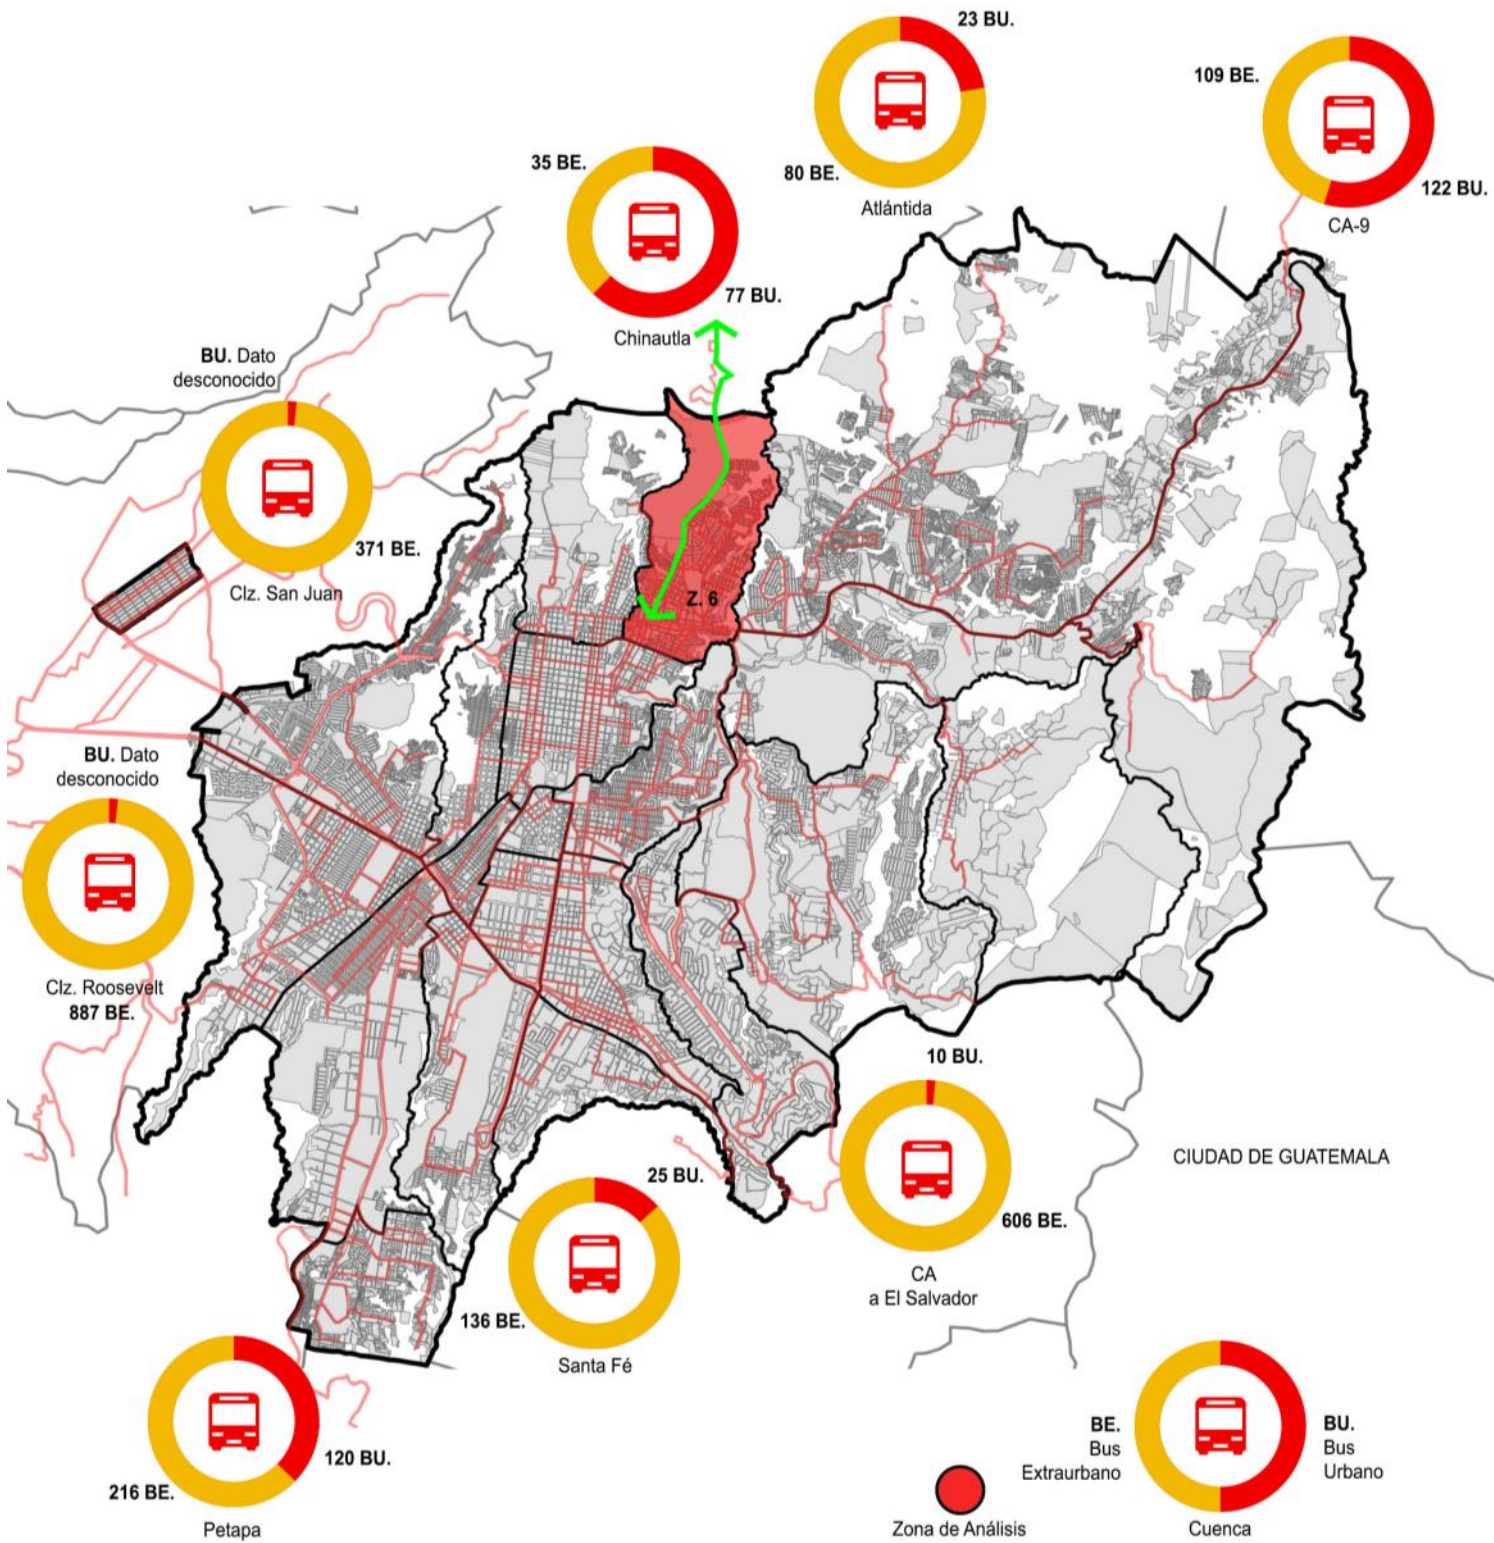 23 BU.
80 BE.
Atlántida
109 BE.
122 BU.
CA-9
35 BE.
77 BU.
Chinautla
BU. Dato
desconocido
371 BE.
Clz. San Juan
Z. 6
BU. Dato
desconocido
Clz. Roosevelt
887 BE.
10 BU.
606 BE.
CA
a El Salvador
CIUDAD DE GUATEMALA
25 BU.
136 BE.
Santa Fé
120 BU.
216 BE.
Petapa
Zona de Análisis
BE.
Bus
Extraurbano
BU.
Bus
Urbano
Cuenca